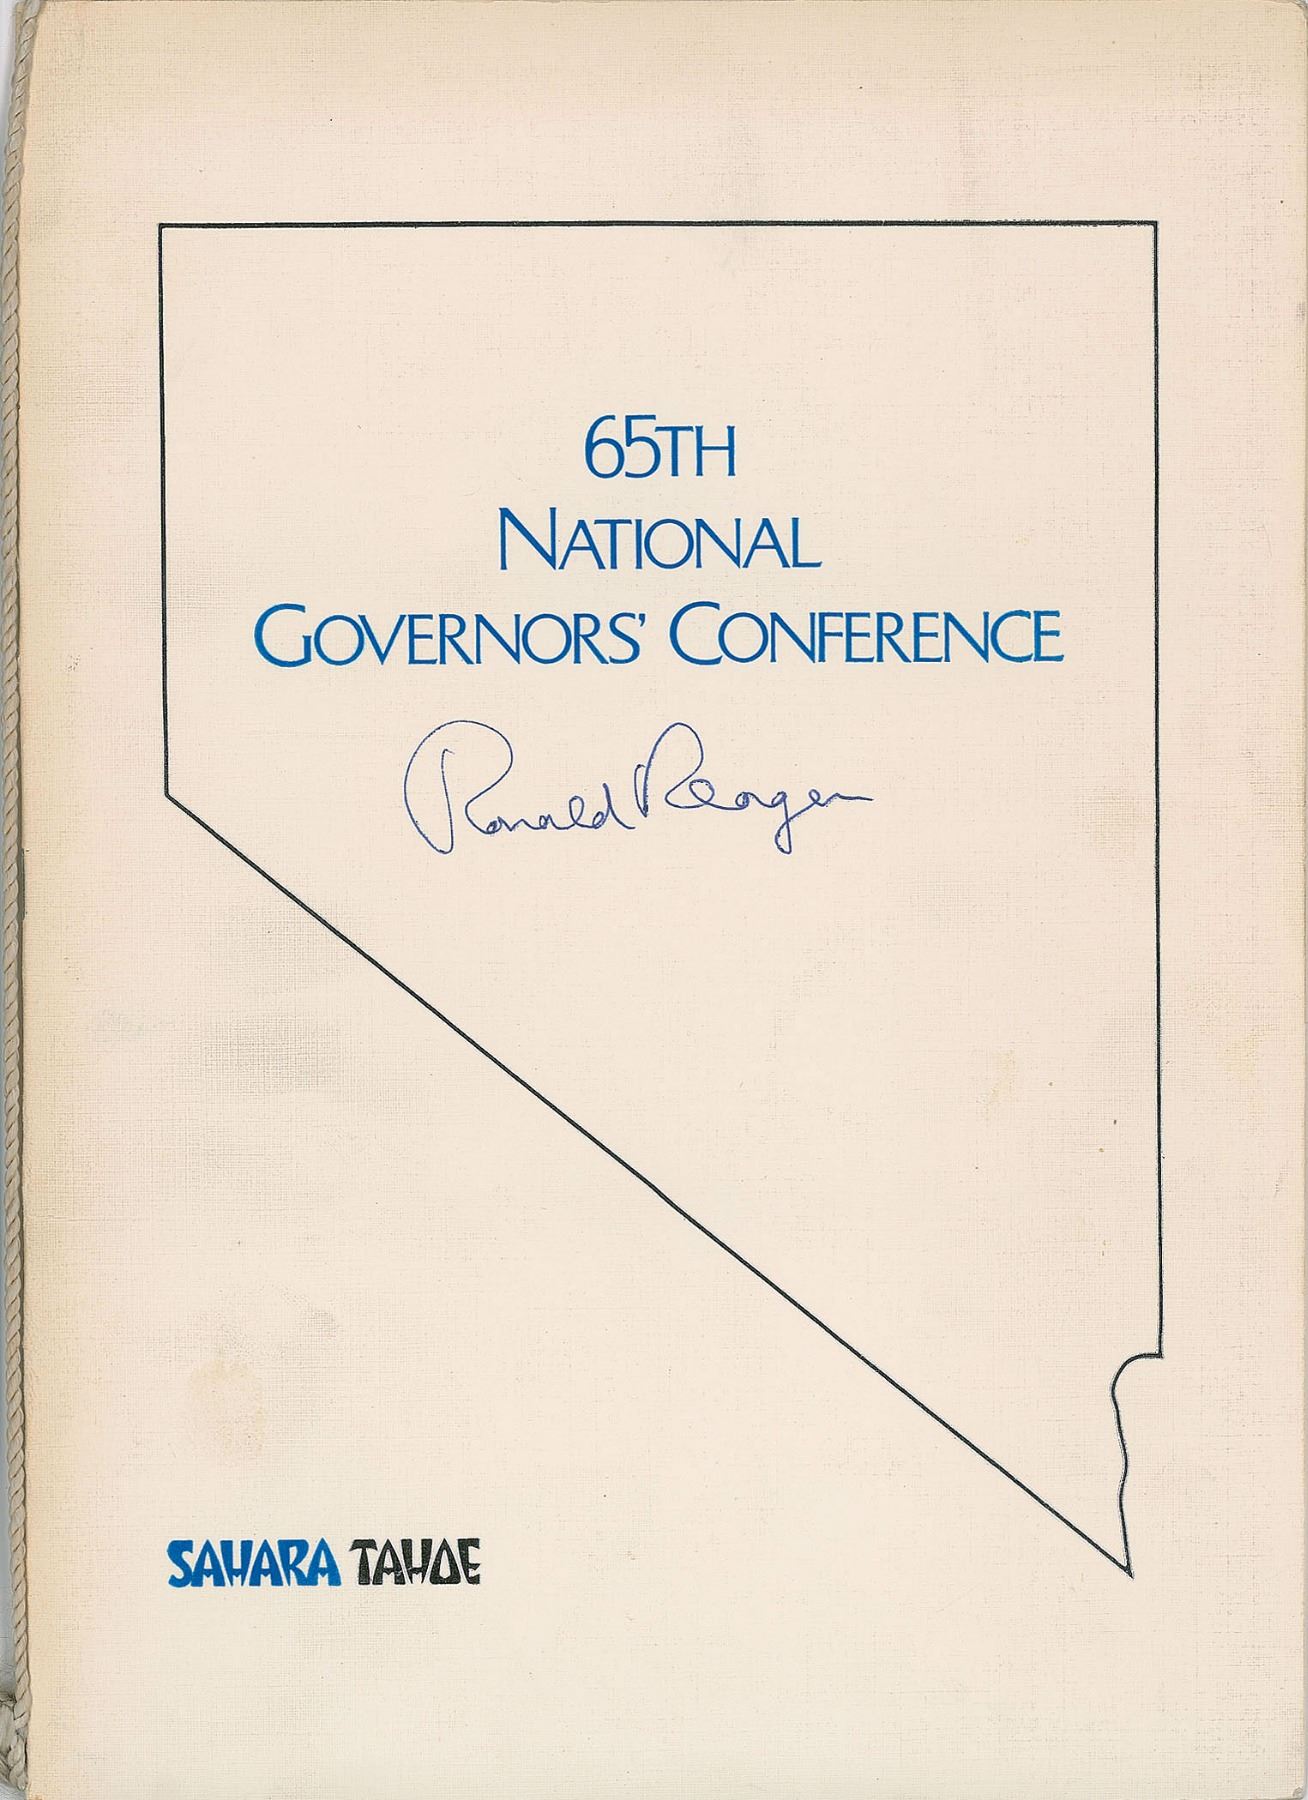 65TH
NATIONAL
GOVERNORS' CONFERENCE
Ronald Reagan
SAHARA TAHOE